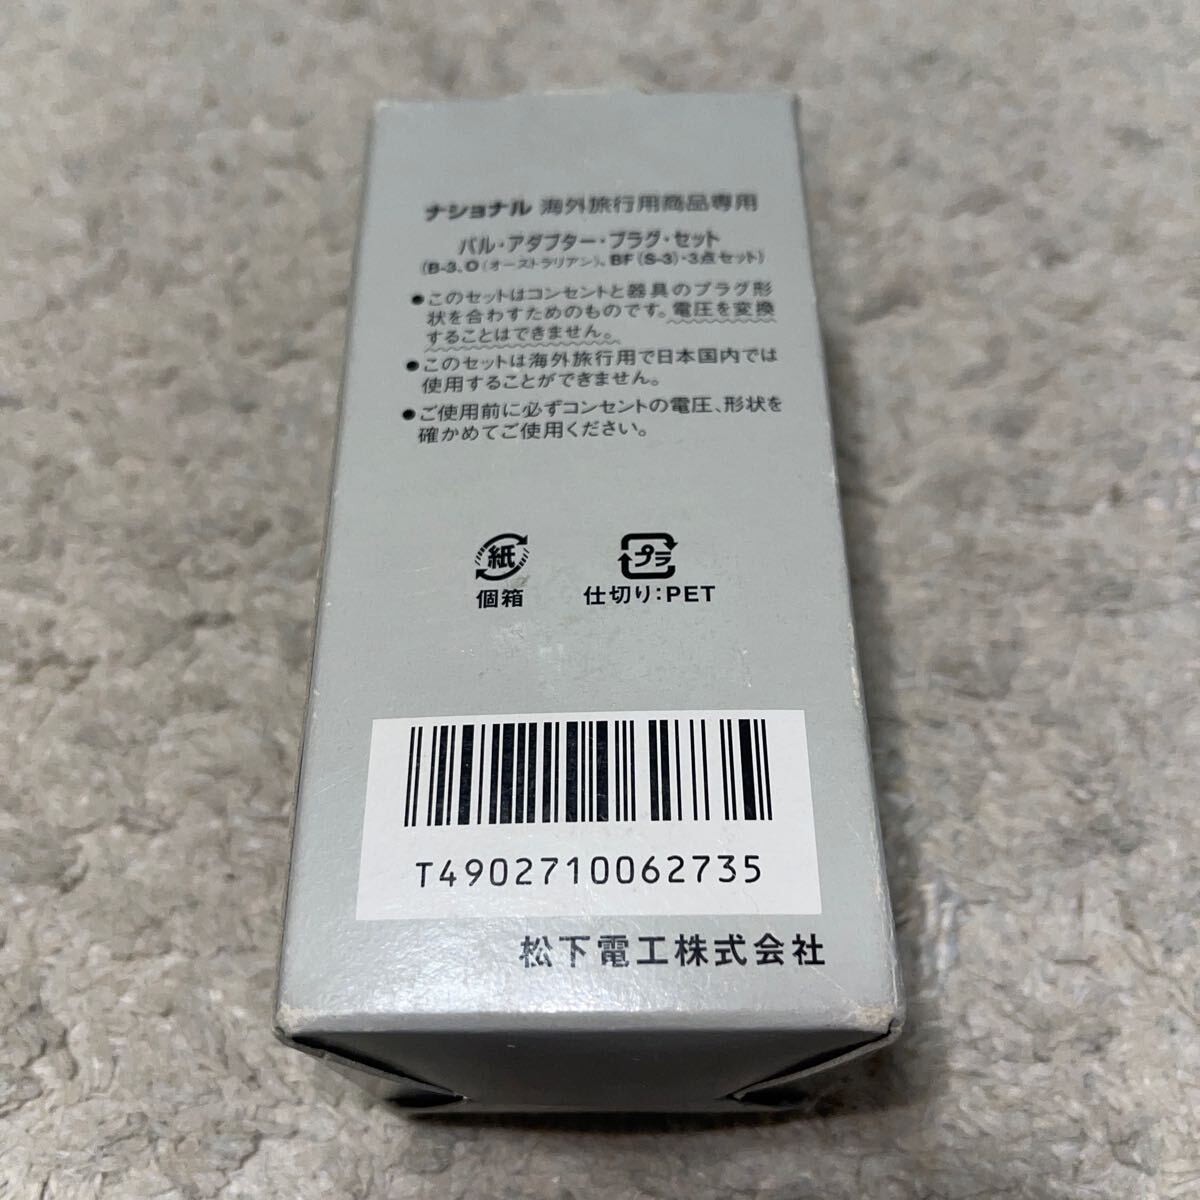 ナショナル 海外旅行用商品専用
パル・アダプター・プラグ・セット
(B-3、O(オーストラリアン)、BF(S-3)・3点セット)
●このセットはコンセントと器具のプラグ形
状を合わすためのものです。電圧を変換
することはできません。
●このセットは海外旅行用で日本国内では
使用することができません。
●ご使用前に必ずコンセントの電圧、形状を
確かめてご使用ください。
紙
個箱
プラ
仕切り:PET
T4902710062735
松下電工株式会社